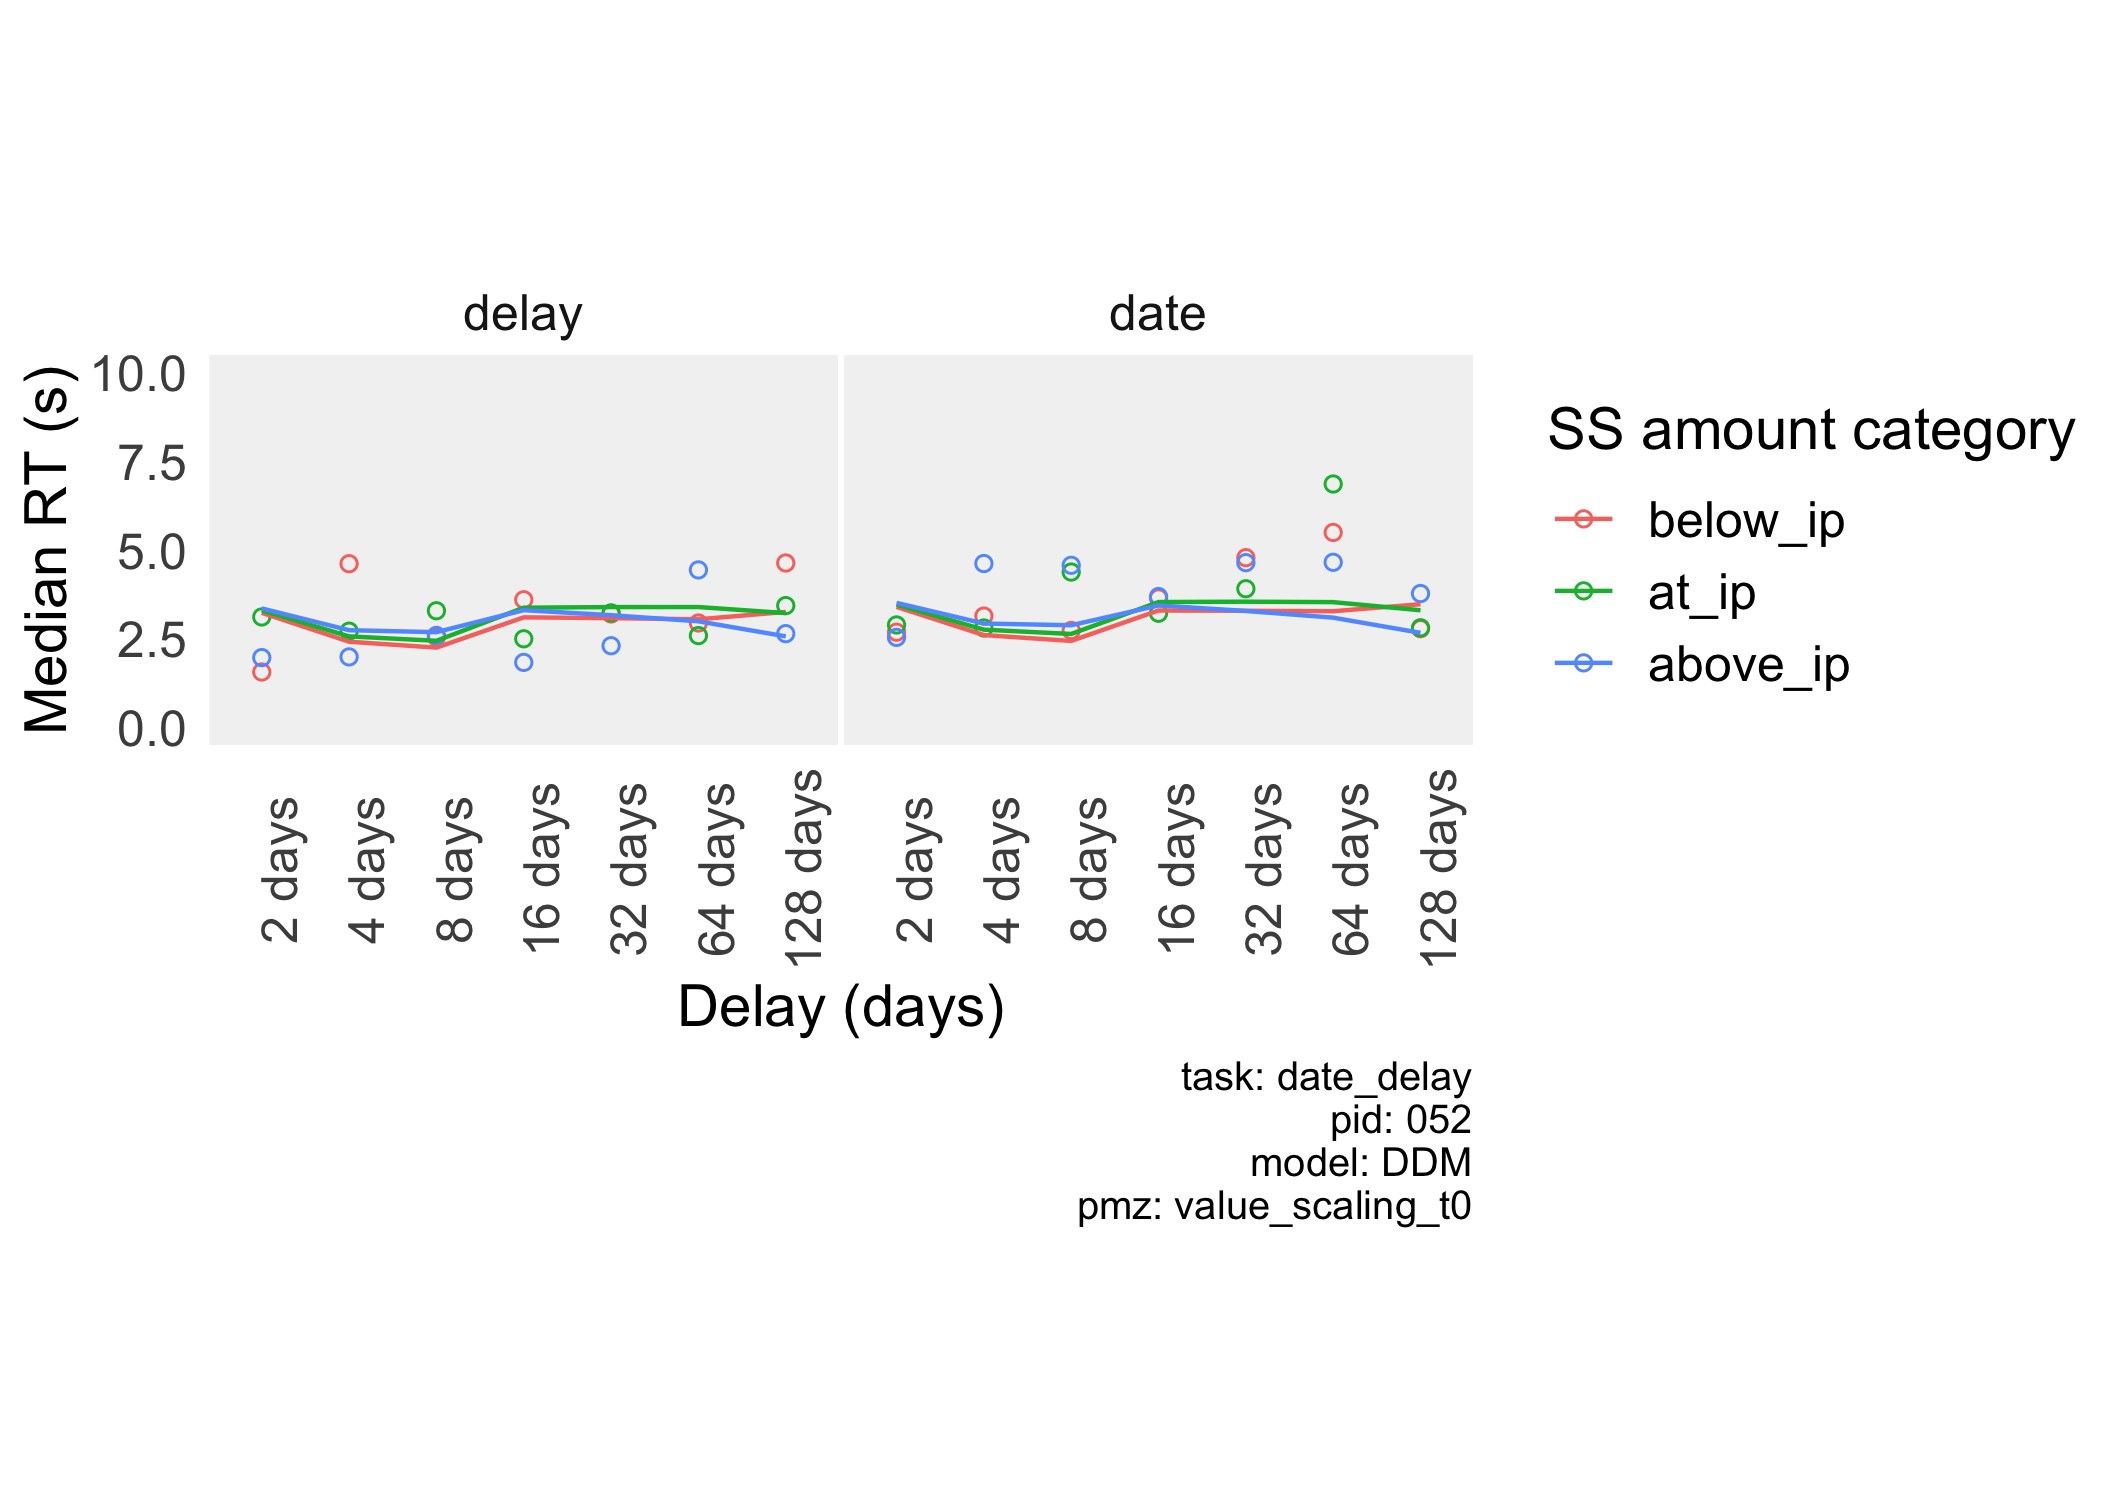 delay
date
Median RT (s)
10.0
7.5
5.0
2.5
0.0
2 days
4 days
8 days
16 days
32 days
64 days
128 days
2 days
4 days
8 days
16 days
32 days
64 days
128 days
Delay (days)
SS amount category
below_ip
at_ip
above_ip
task: date_delay
pid: 052
model: DDM
pmz: value_scaling_t0